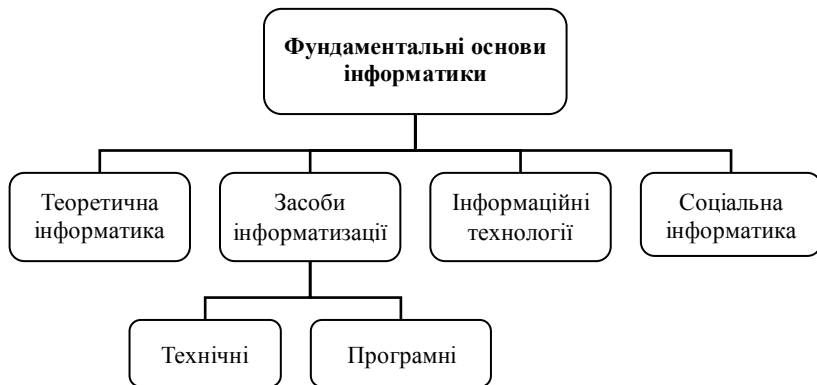 Фундаментальні основи
інформатики
Теоретична
інформатика
Засоби
інформатизації
Інформаційні
технології
Соціальна
інформатика
Технічні
Програмні